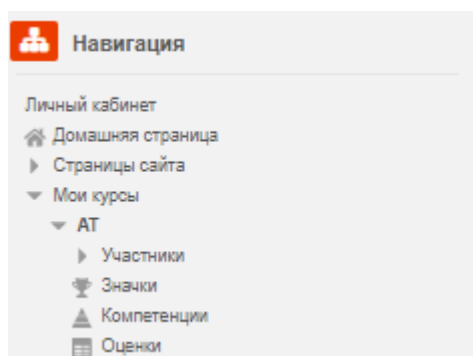 Навигация
Личный кабинет
Домашняя страница
Страницы сайта
Мои курсы
АТ
Участники
Значки
Компетенции
Оценки